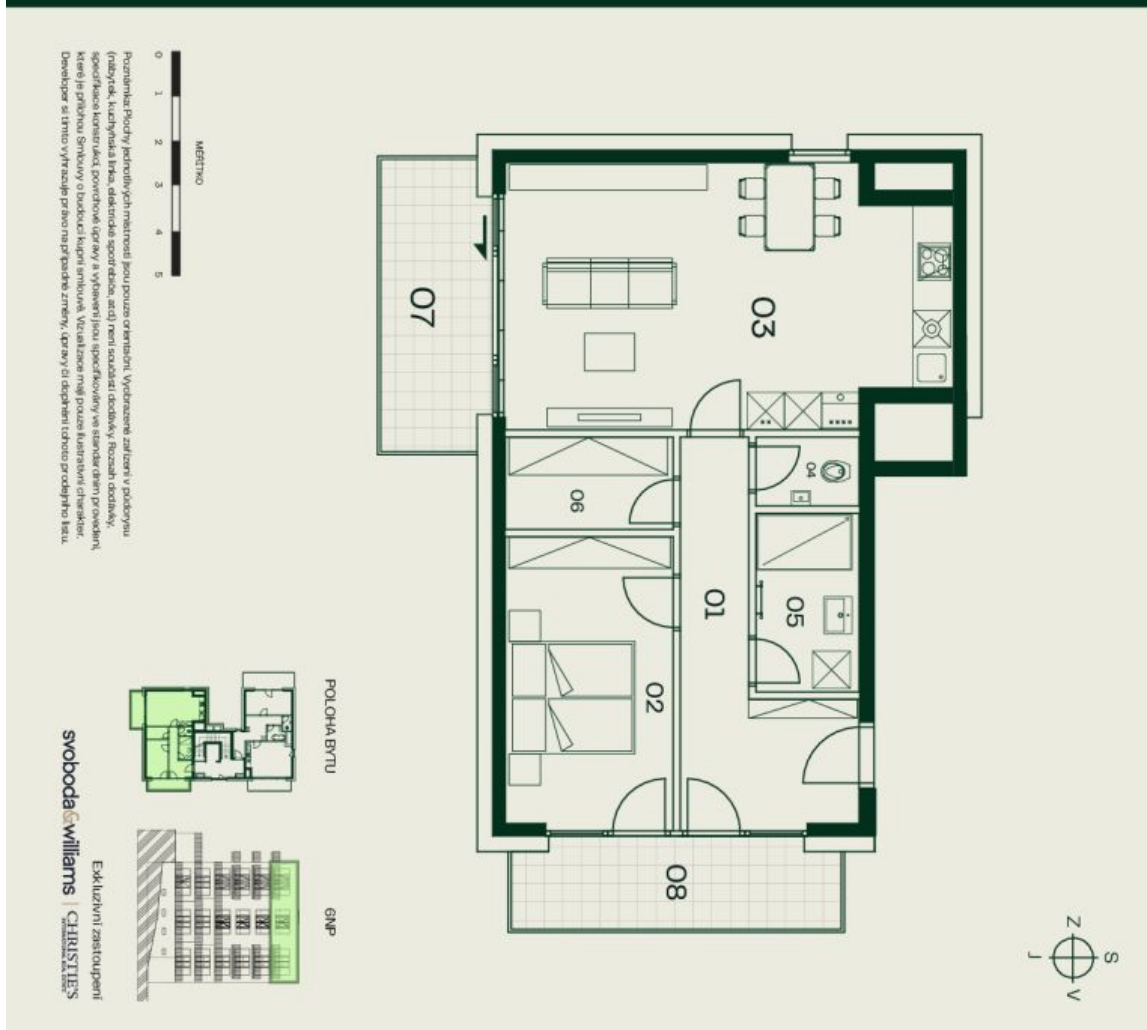 03
07
04
06
05
01
02
08
MĚŘÍTKO
0 1 2 3 4 5
Poznámka: Plochy jednotlivých místností jsou pouze orientační. Vyobrazené zařízení v půdorysu
(nábytek, kuchyňská linka, elektrické spotřebiče, atd.) není součástí dodávky. Rozsah dodávky,
specifikace konstrukcí, povrchové úpravy a vybavení jsou specifikovány ve standardním provedení,
které je přílohou Smlouvy o budoucí kupní smlouvě. Vizualizace mají pouze ilustrativní charakter.
Developer si tímto vyhrazuje právo na případné změny, úpravy či doplnění tohoto prodejního listu.
POLOHA BYTU
6NP
Exkluzivní zastoupení
svoboda&williams | CHRISTIE'S
INTERNATIONAL REAL ESTATE
S
Z
V
J